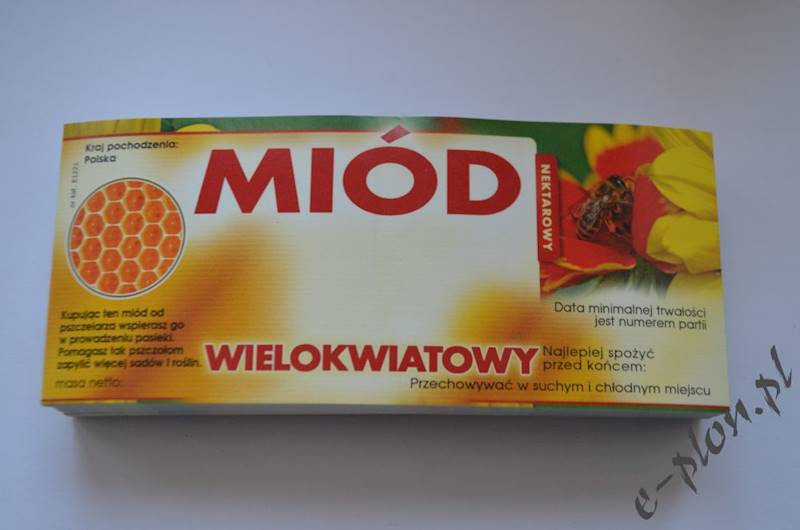 Kraj pochodzenia:
Polska
MIÓD
NEKTAROWY
Kupując ten miód od
pszczelarza wspierasz go
w prowadzeniu pasieki.
Pomagasz tak pszczołom
zapylić więcej sadów i roślin.
masa netto:
WIELOKWIATOWY
Data minimalnej trwałości
jest numerem partii
Najlepiej spożyć
przed końcem:
Przechowywać w suchym i chłodnym miejscu
e-plon.pl